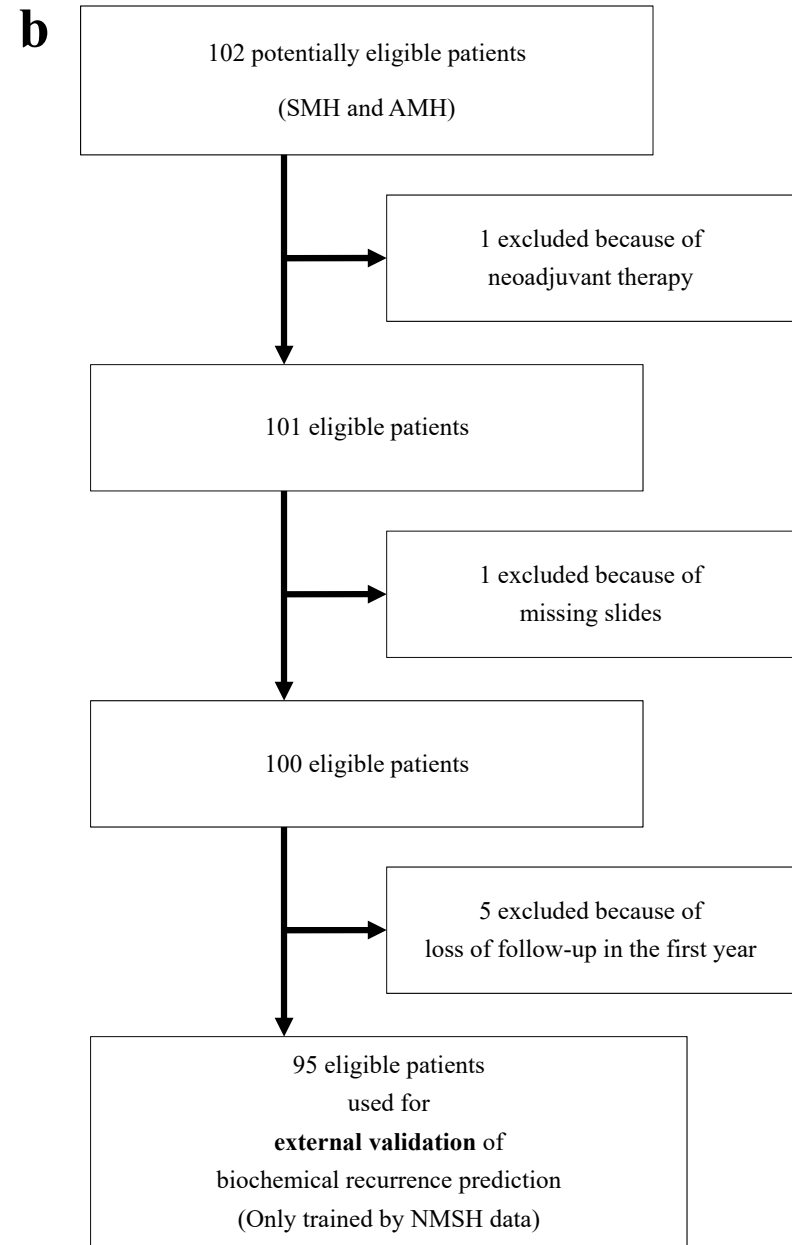 b
102 potentially eligible patients
(SMH and AMH)
1 excluded because of
neoadjuvant therapy
101 eligible patients
1 excluded because of
missing slides
100 eligible patients
5 excluded because of
loss of follow-up in the first year
95 eligible patients
used for
external validation of
biochemical recurrence prediction
(Only trained by NMSH data)